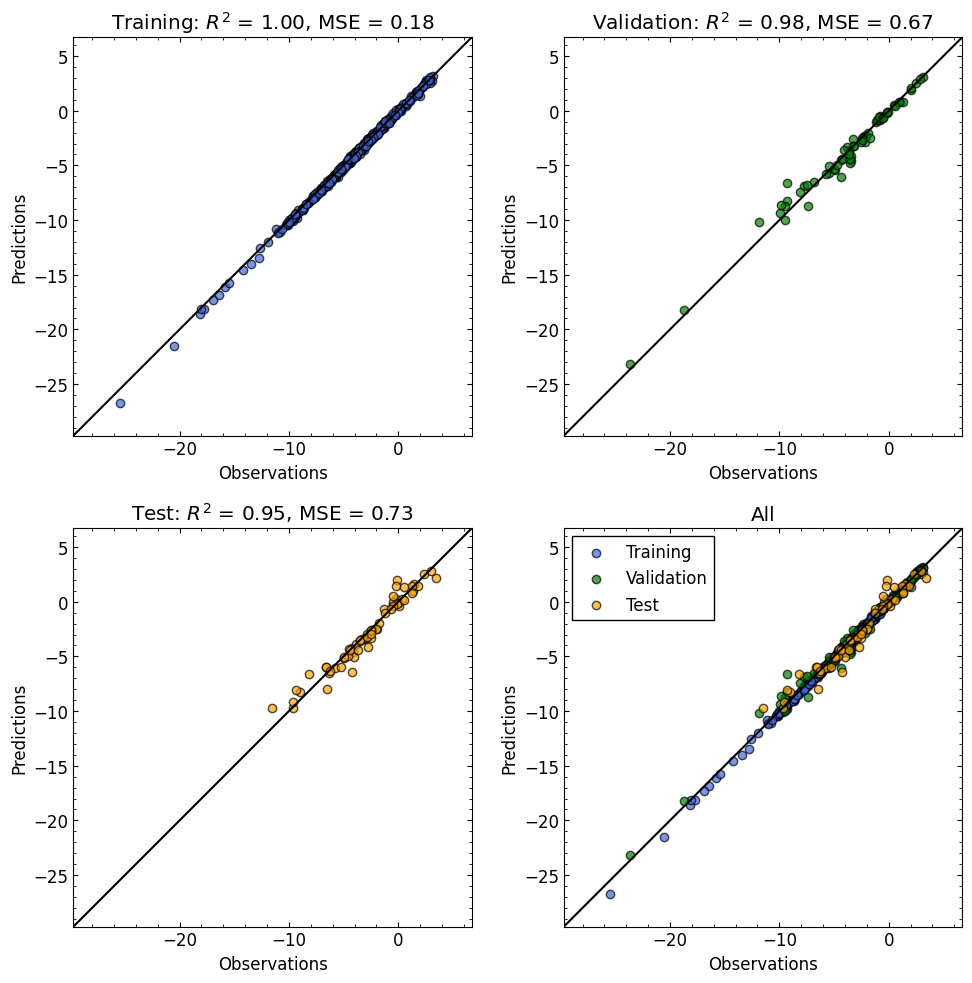 Training: R² = 1.00, MSE = 0.18
5
0
−5
−10
−15
−20
−25
−20 −10 0
Predictions
Observations
Validation: R² = 0.98, MSE = 0.67
5
0
−5
−10
−15
−20
−25
−20 −10 0
Predictions
Observations
Test: R² = 0.95, MSE = 0.73
5
0
−5
−10
−15
−20
−25
−20 −10 0
Predictions
Observations
All
Training
Validation
Test
5
0
−5
−10
−15
−20
−25
−20 −10 0
Predictions
Observations